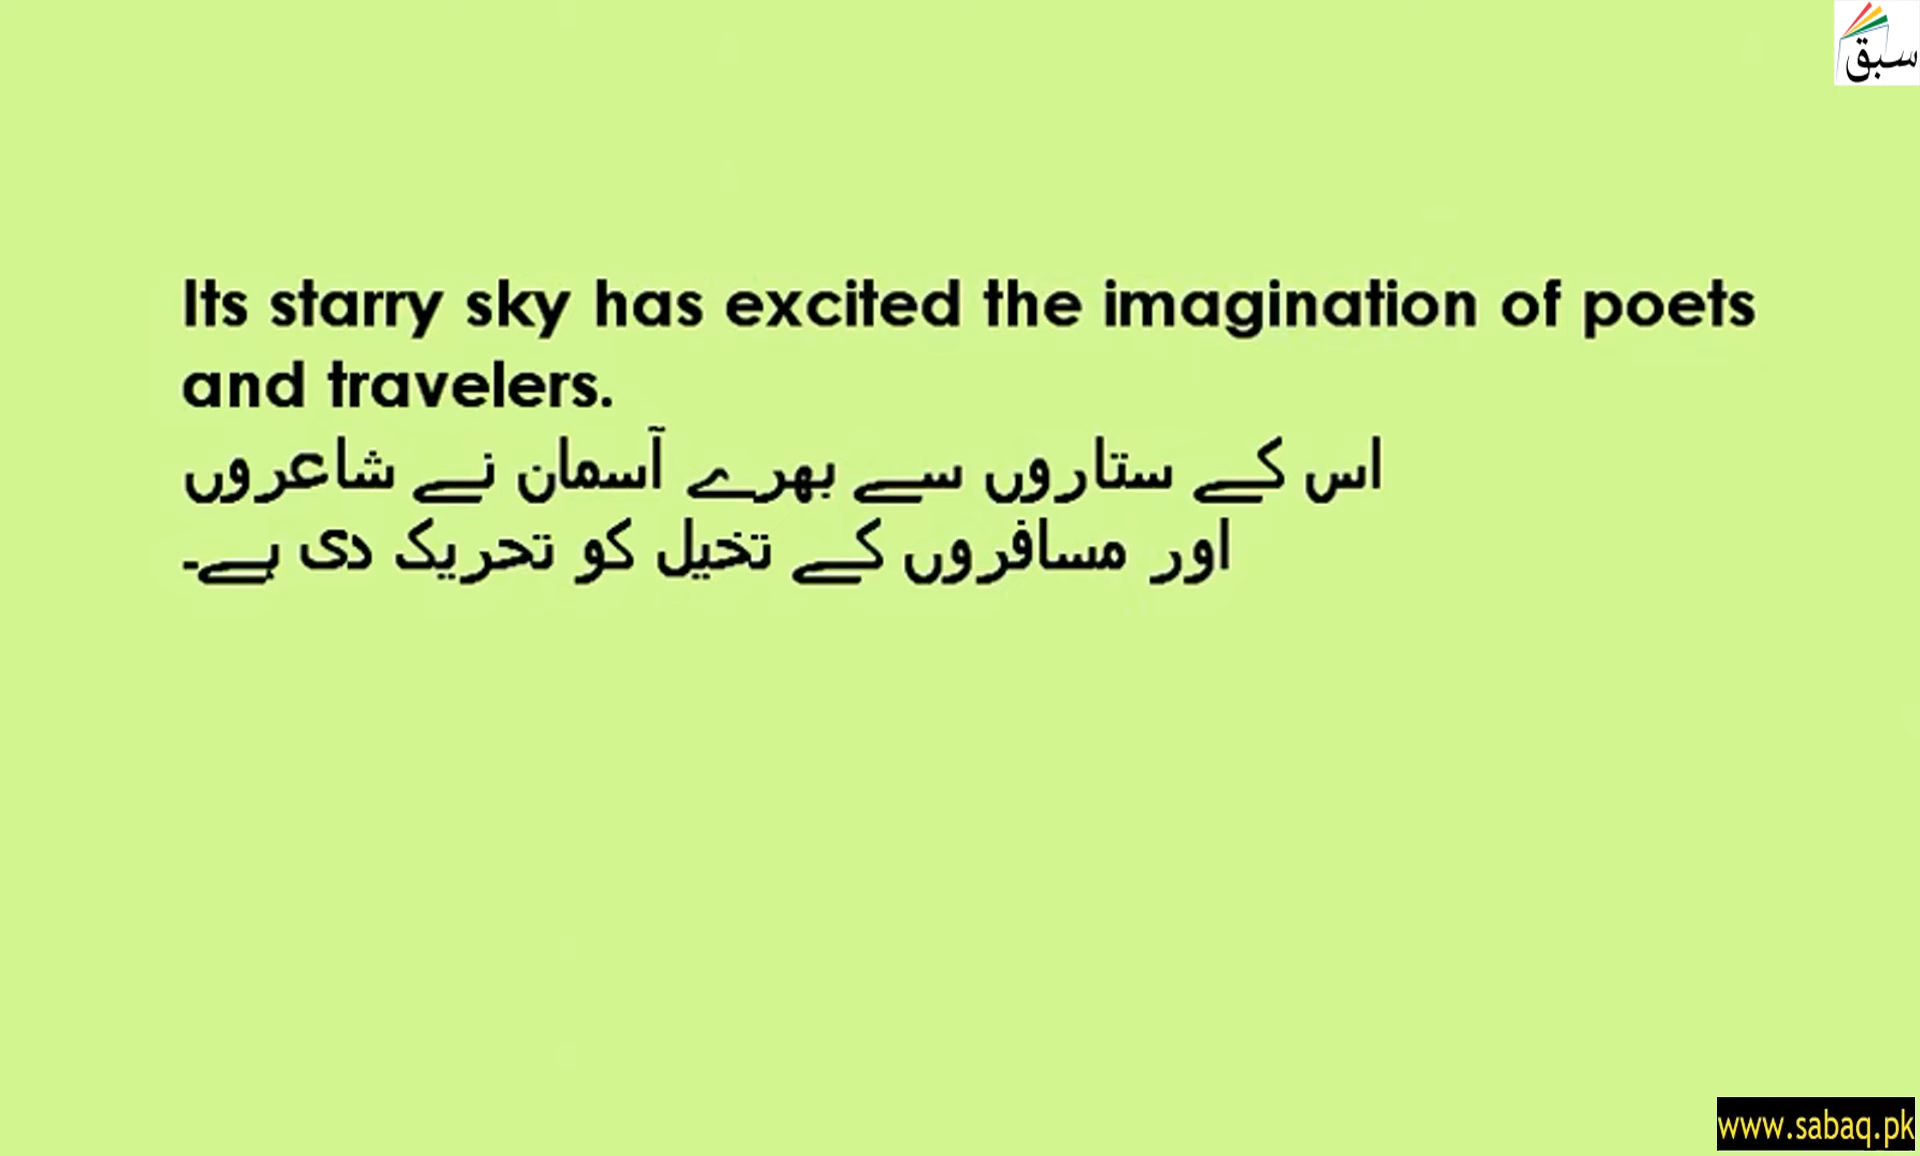 سبق
Its starry sky has excited the imagination of poets
and travelers.
اس کے ستاروں سے بھرے آسمان نے شاعروں
اور مسافروں کے تخیل کو تحریک دی ہے۔
www.sabaq.pk